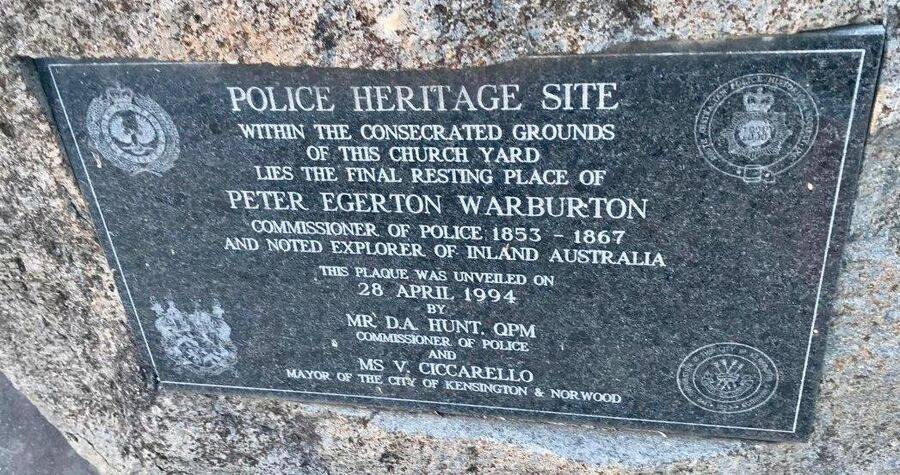 POLICE HERITAGE SITE
WITHIN THE CONSECRATED GROUNDS
OF THIS CHURCH YARD
LIES THE FINAL RESTING PLACE OF
PETER EGERTON WARBURTON
COMMISSIONER OF POLICE 1853 - 1867
AND NOTED EXPLORER OF INLAND AUSTRALIA
THIS PLAQUE WAS UNVEILED ON
28 APRIL 1994
BY
MR. D.A. HUNT, QPM
COMMISSIONER OF POLICE
AND
MS V. CICCARELLO
MAYOR OF THE CITY OF KENSINGTON & NORWOOD